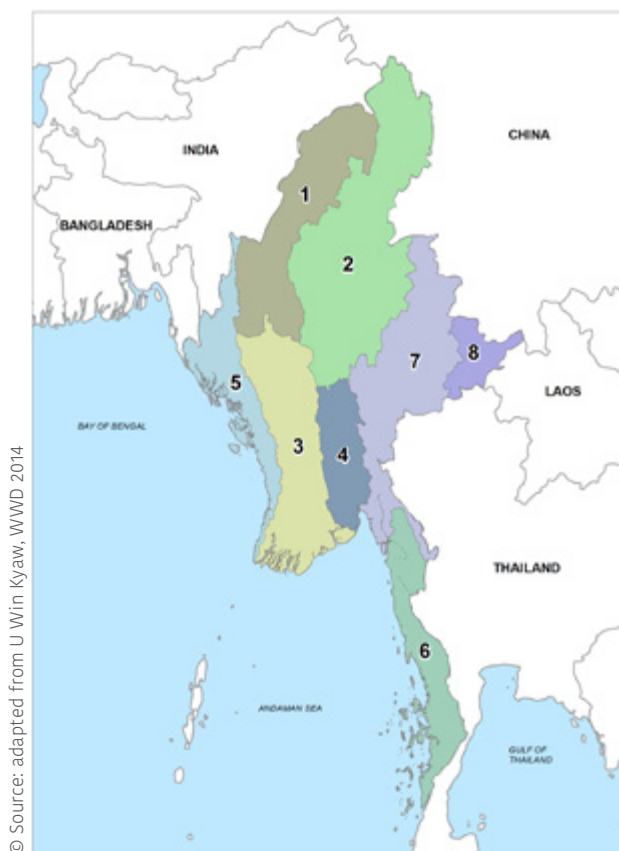 CHINA
INDIA
1
BANGLADESH
2
7
8
5
LAOS
BAY OF BENGAL
3
4
THAILAND
6
ANDAMAN SEA
GULF OF
THAILAND
© Source: adapted from U Win Kyaw, WWD 2014